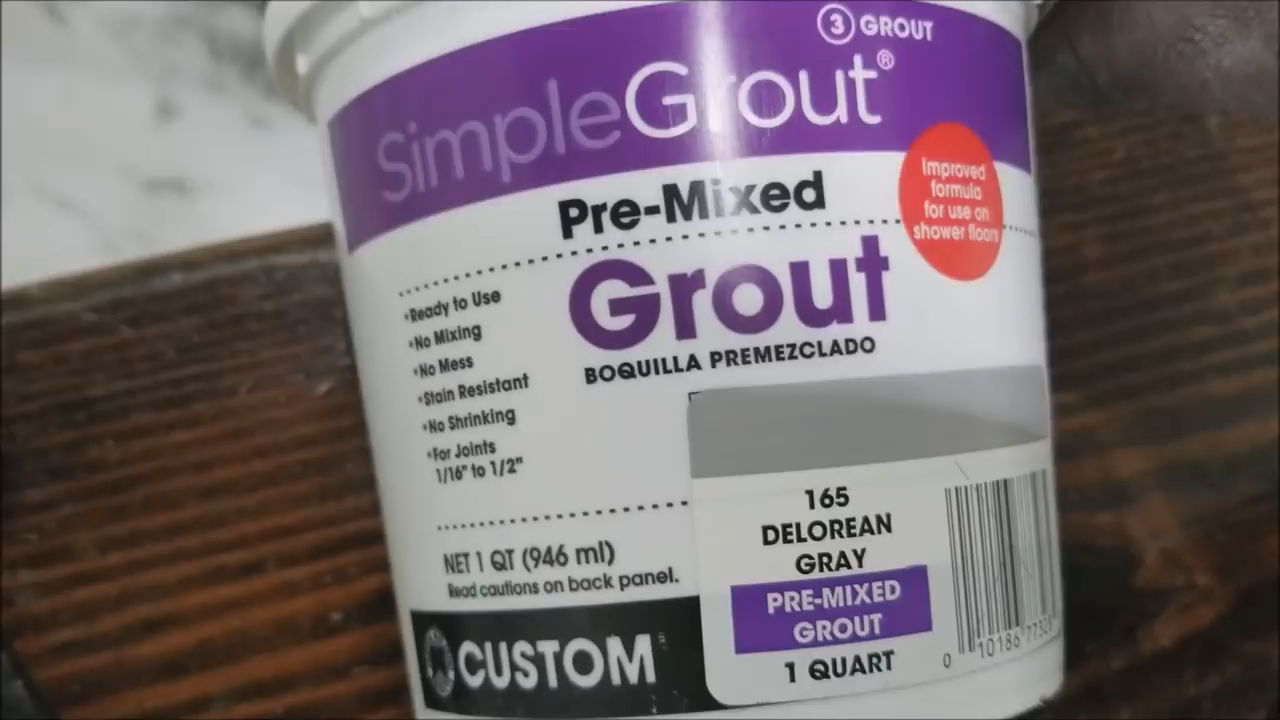 3 GROUT
SimpleGrout®
Pre-Mixed
Improved
formula
for use on
shower floors
Grout
BOQUILLA PREMEZCLADO
•Ready to Use
•No Mixing
•No Mess
•Stain Resistant
•No Shrinking
•For Joints
1/16" to 1/2"
NET 1 QT (946 ml)
Read cautions on back panel.
CUSTOM
165
DELOREAN
GRAY
PRE-MIXED
GROUT
1 QUART
0 10186